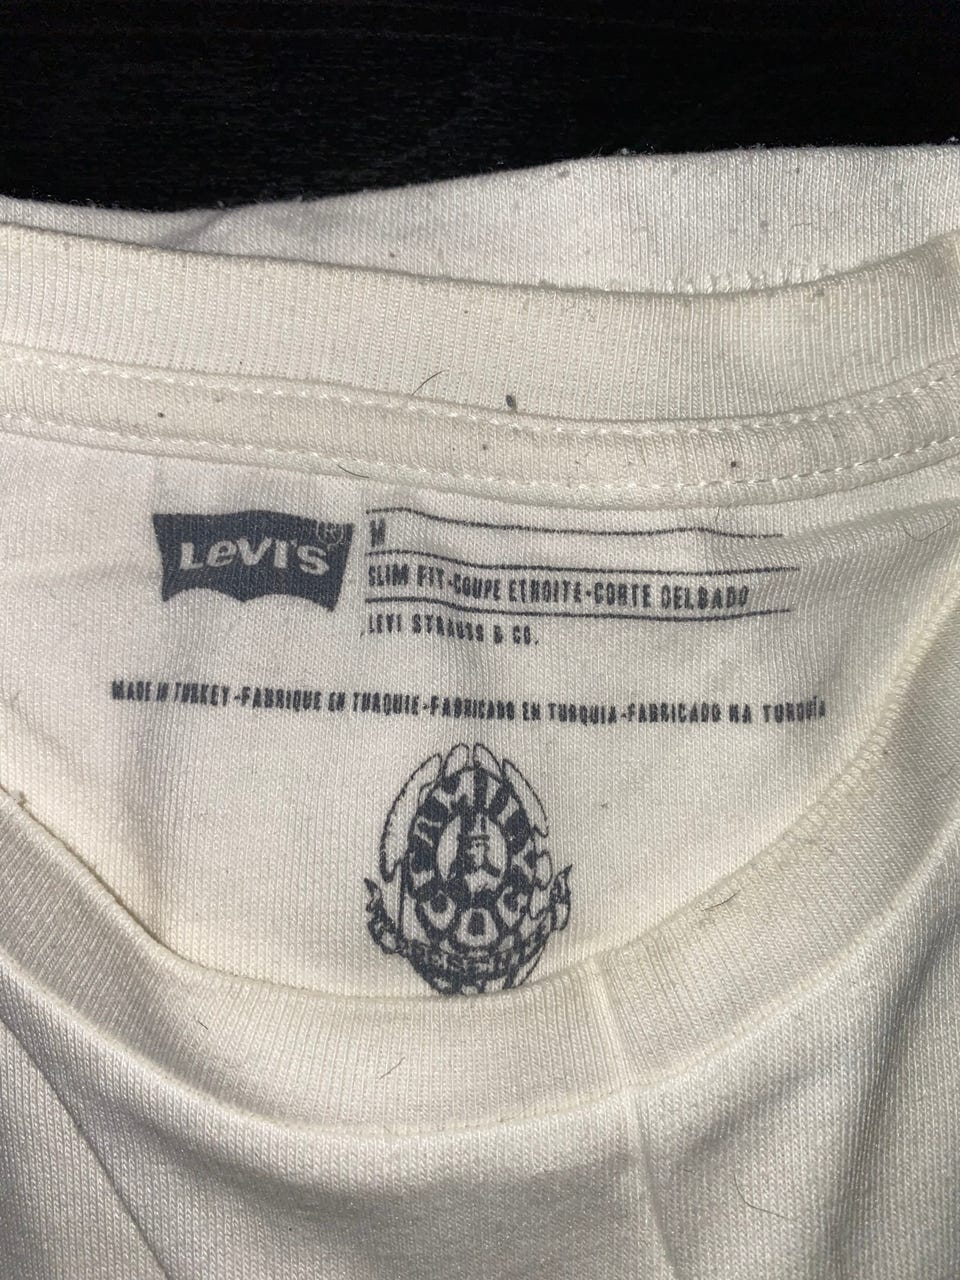 LeVI'S ®
M
SLIM FIT-COUPE ETROITE-CORTE DELGADO
LEVI STRAUSS & CO.
MADE IN TURKEY-FABRIQUE EN TURQUIE-FABRICADO EN TURQUIA-FABRICADO NA TURQUÍA
FAMILY